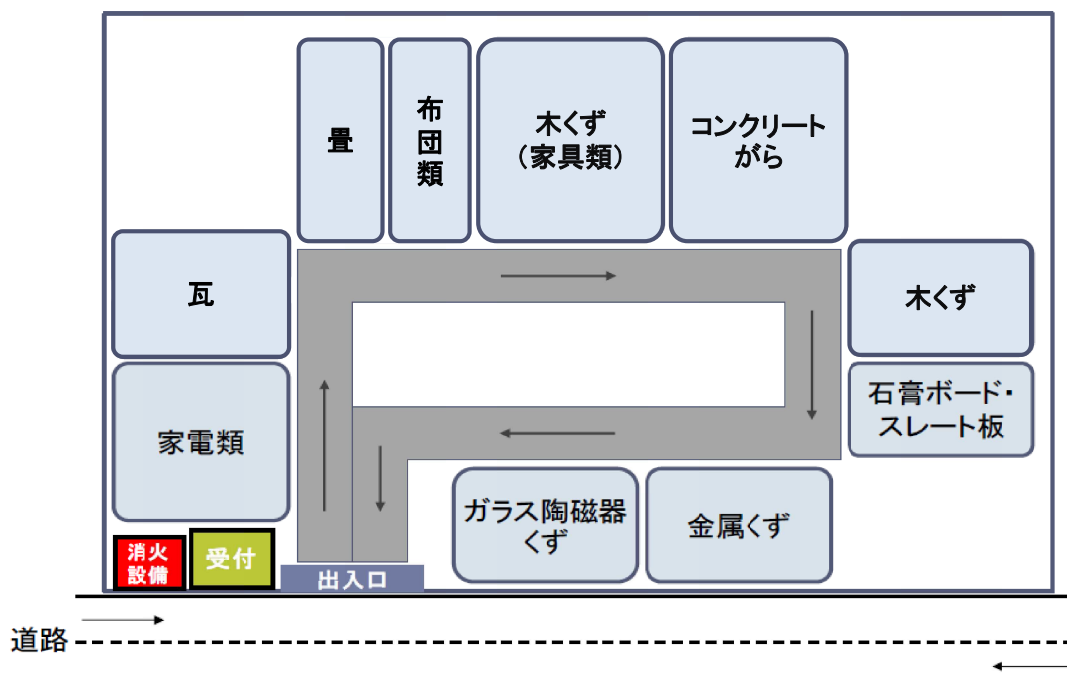 畳
布団類
木くず
（家具類）
コンクリート
がら
瓦
木くず
家電類
石膏ボード・
スレート板
ガラス陶磁器
くず
金属くず
消火
設備
受付
出入口
道路